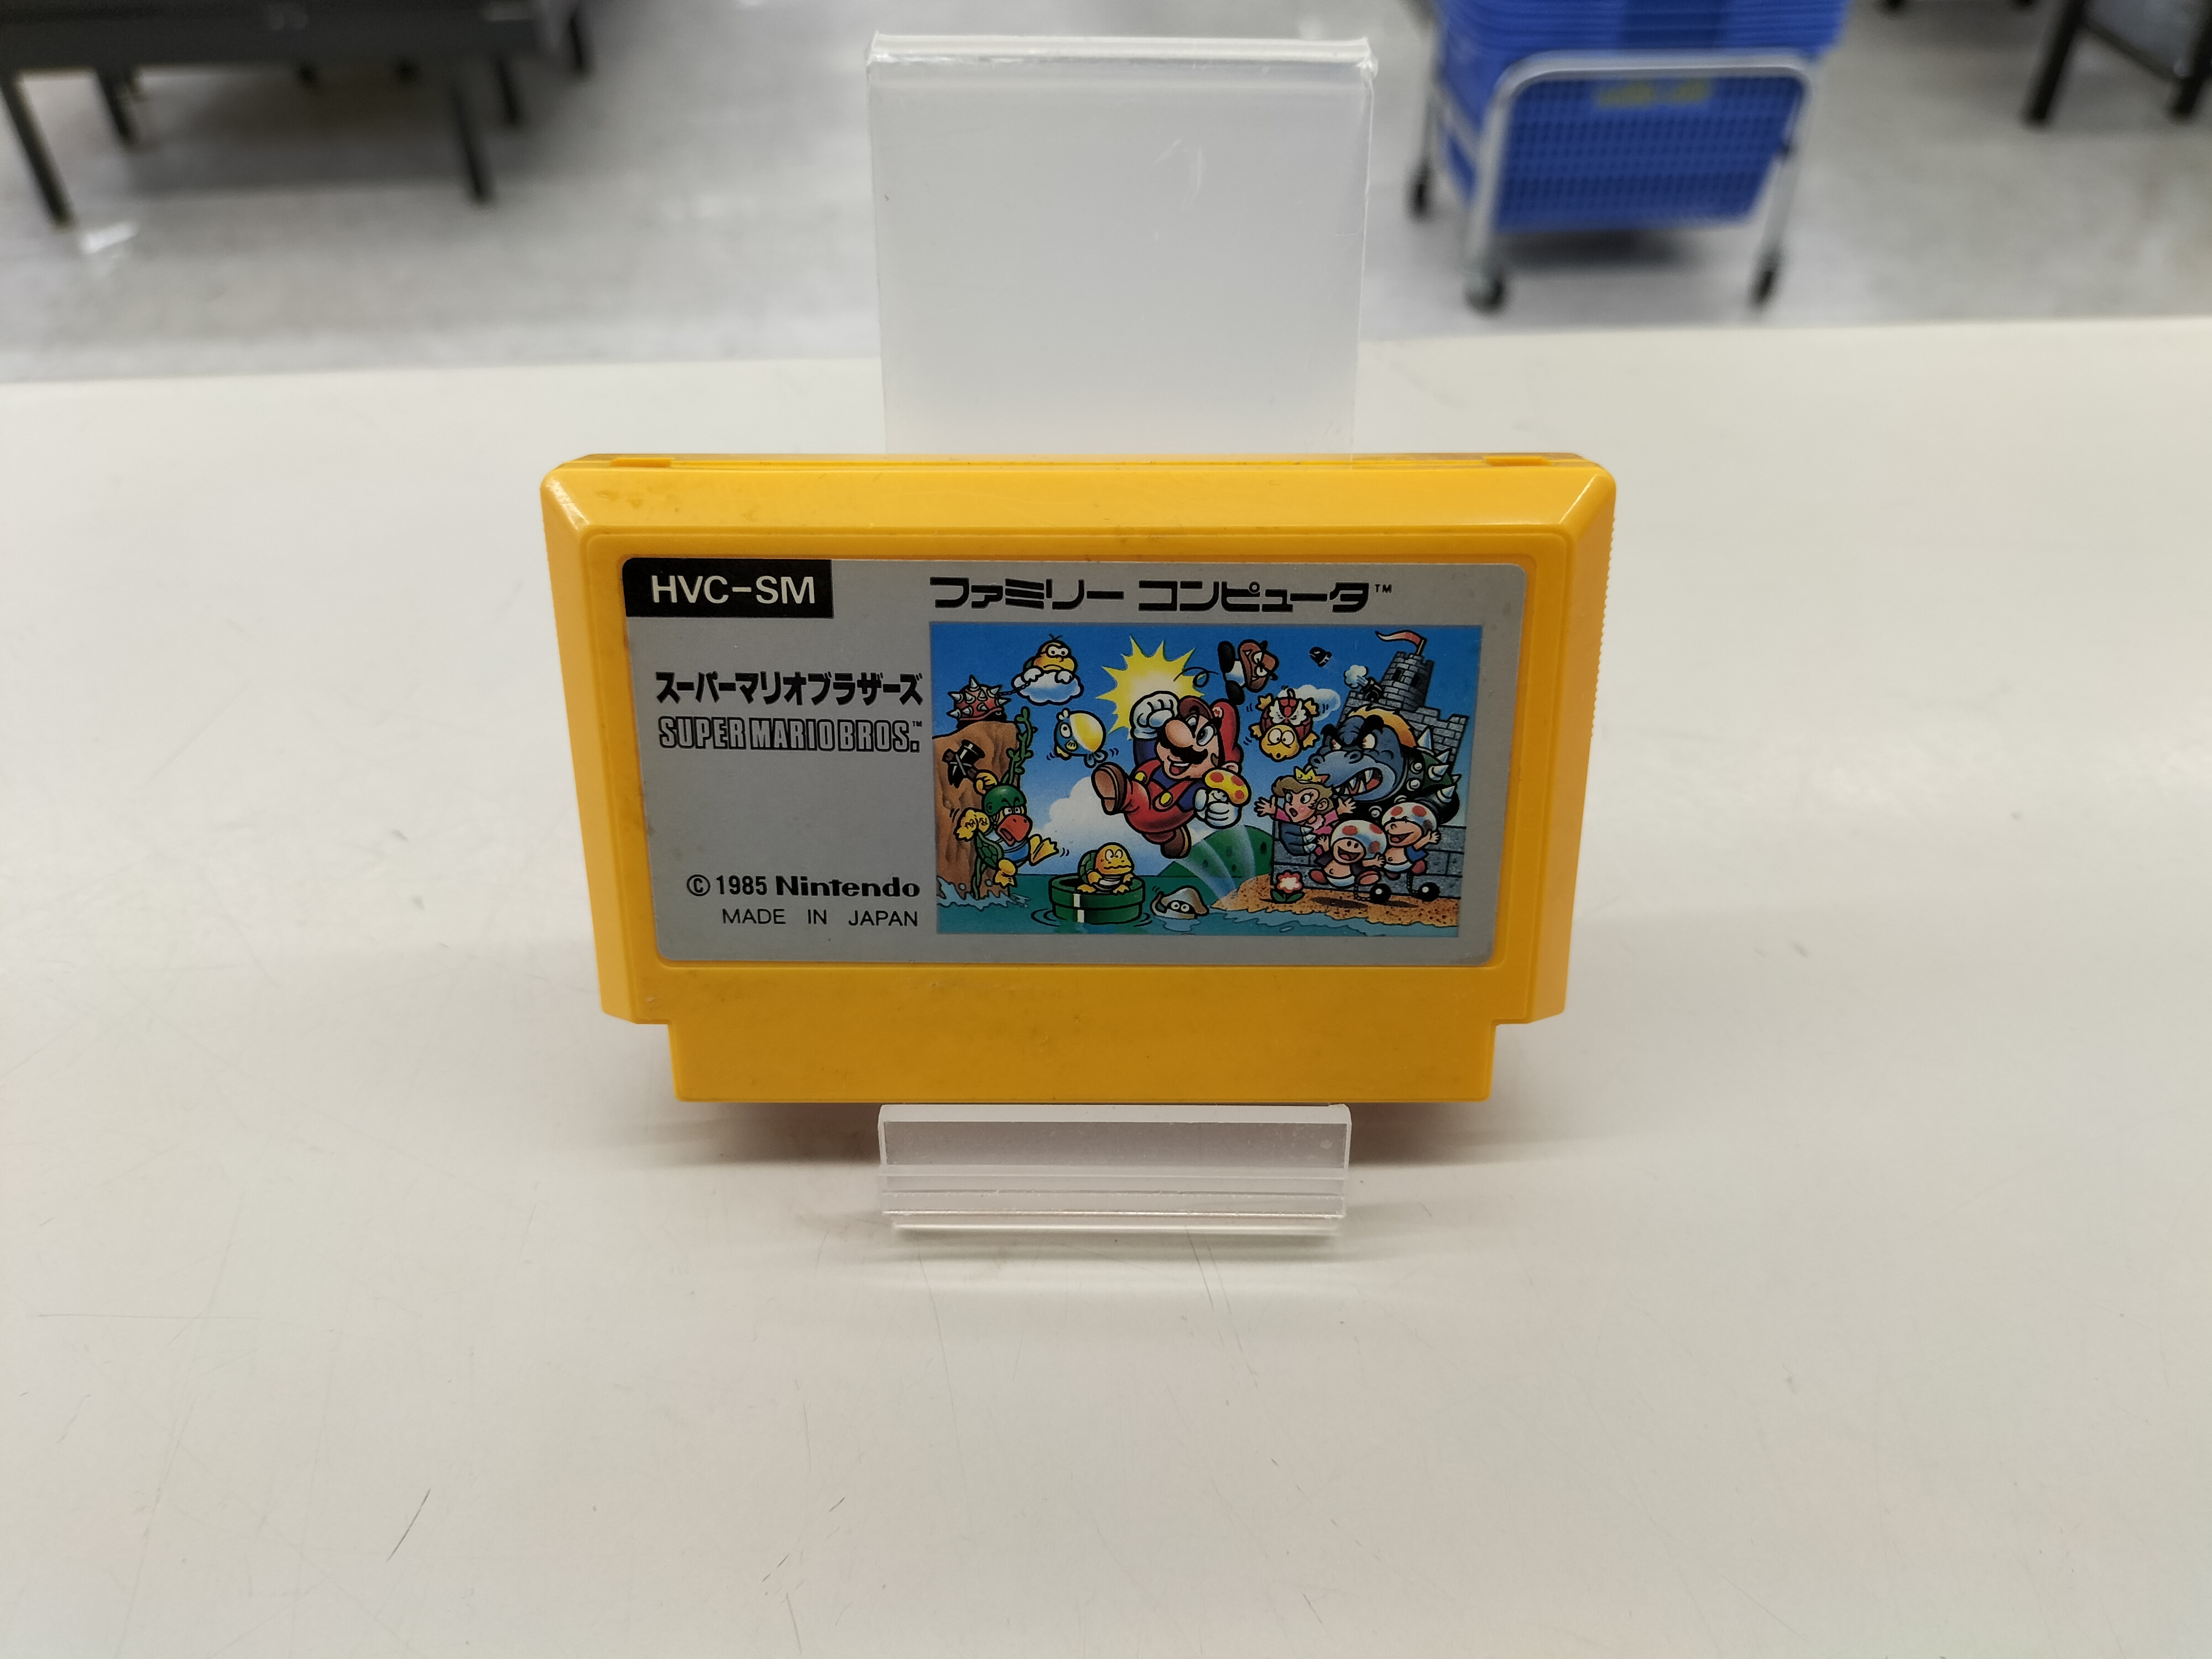 HVC-SM
ファミリー コンピュータ™
スーパーマリオブラザーズ
SUPER MARIO BROS.™
© 1985 Nintendo
MADE IN JAPAN